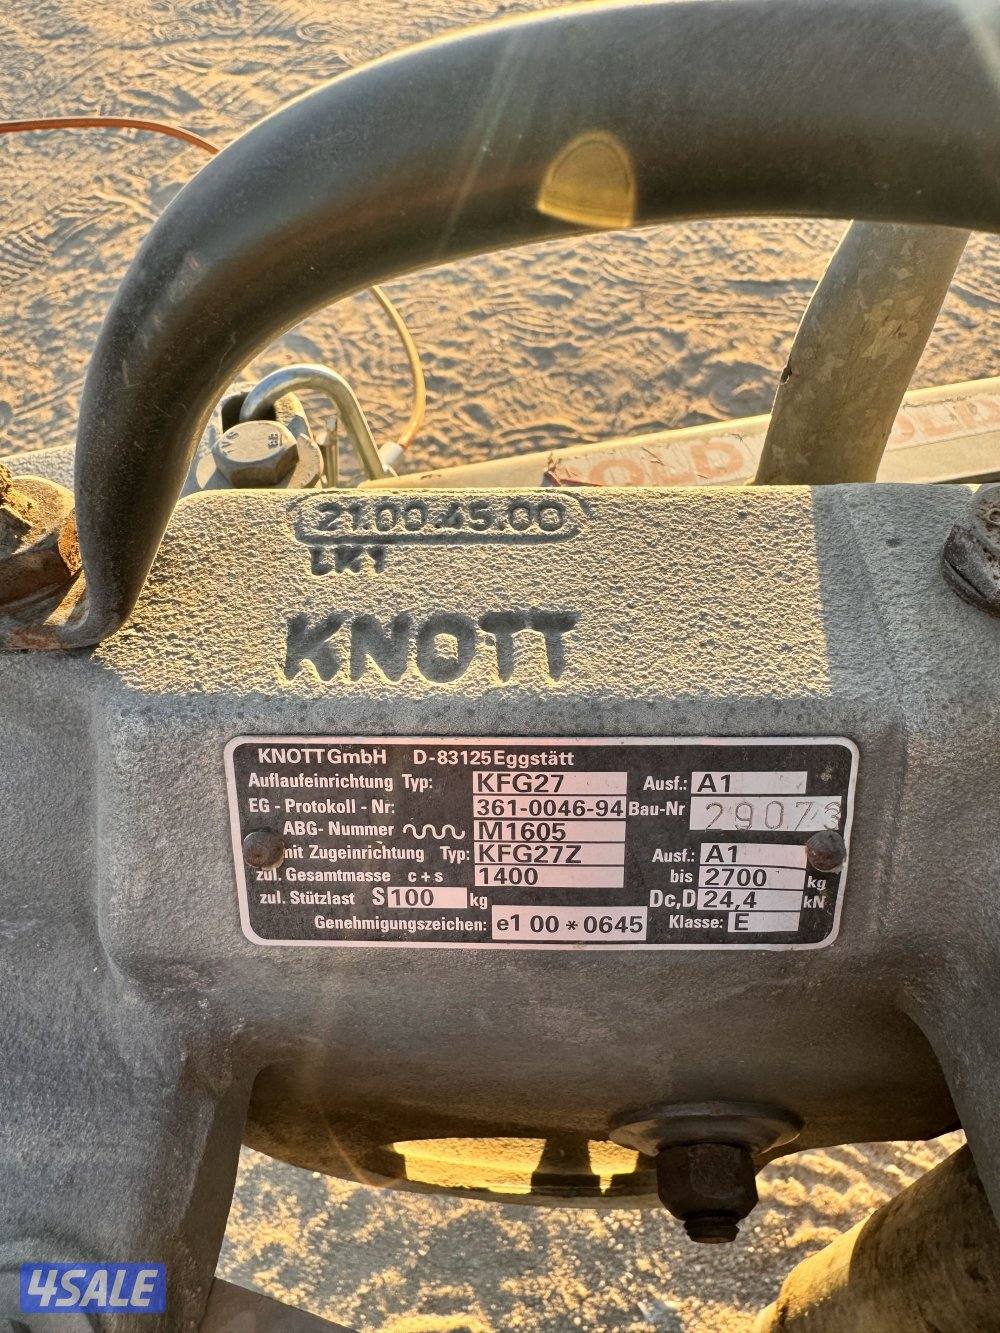 OLD
OLD
21.00.45.00
LK1
KNOTT
KNOTT GmbH D-83125 Eggstätt
Auflaufeinrichtung Typ: KFG27 Ausf.: A1
EG - Protokoll - Nr: 361-0046-94 Bau-Nr 29073
ABG- Nummer M1605
mit Zugeinrichtung Typ: KFG27Z Ausf.: A1
zul. Gesamtmasse c + s 1400 bis 2700 kg
zul. Stützlast S 100 kg Dc,D 24,4 kN
Genehmigungszeichen: e1 00 * 0645 Klasse: E
4SALE